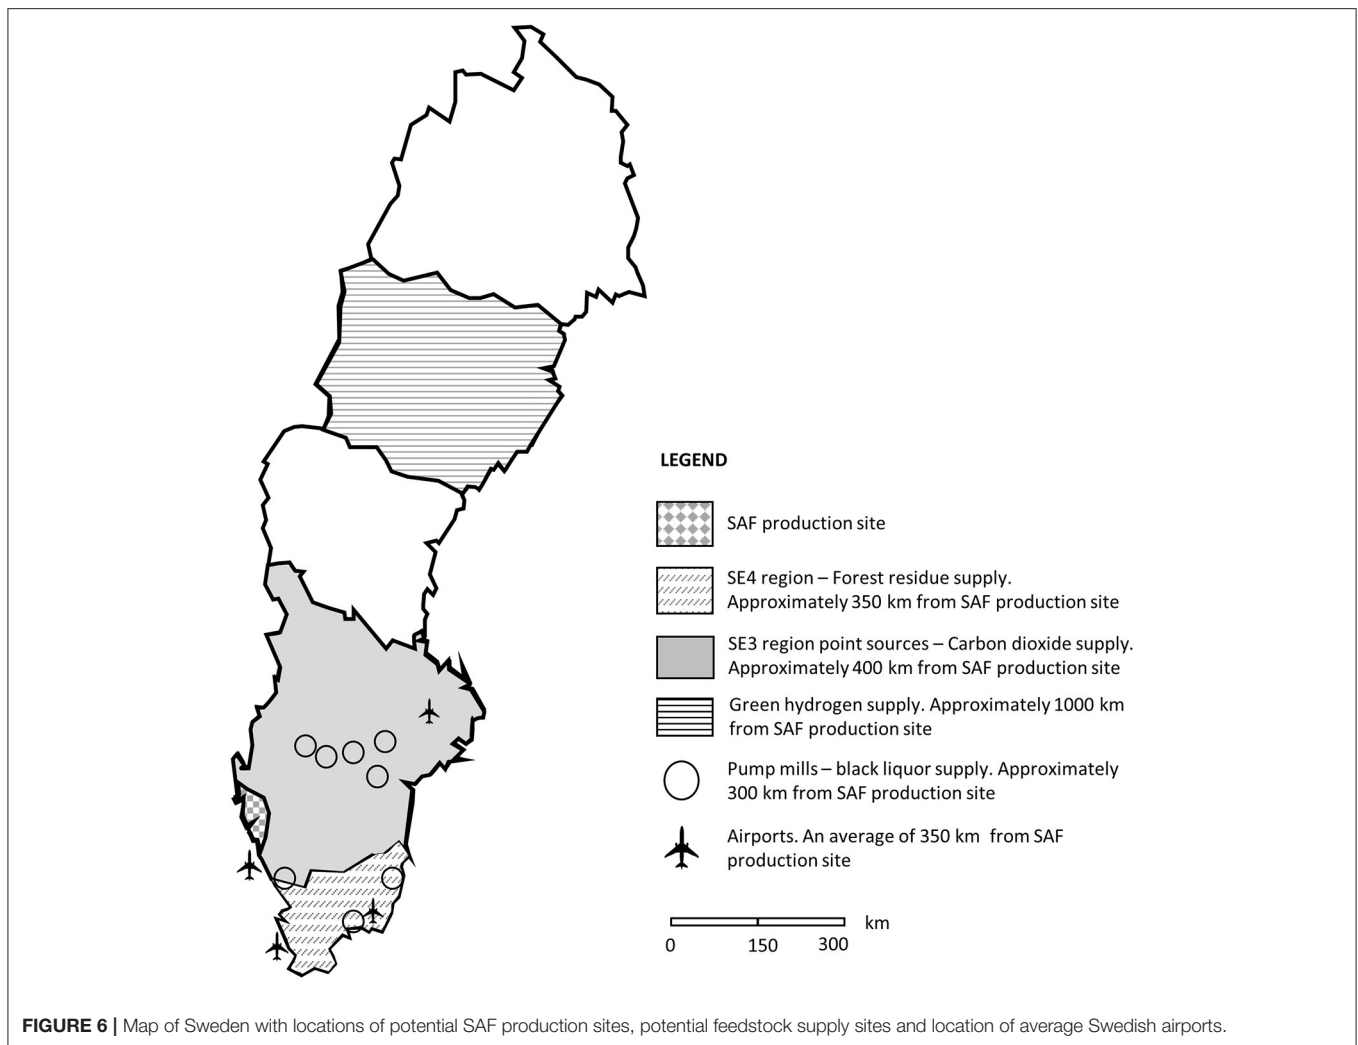 LEGEND
SAF production site
SE4 region – Forest residue supply.
Approximately 350 km from SAF production site
SE3 region point sources – Carbon dioxide supply.
Approximately 400 km from SAF production site
Green hydrogen supply. Approximately 1000 km
from SAF production site
Pump mills – black liquor supply. Approximately
300 km from SAF production site
Airports. An average of 350 km from SAF
production site
km
0 150 300
FIGURE 6 | Map of Sweden with locations of potential SAF production sites, potential feedstock supply sites and location of average Swedish airports.